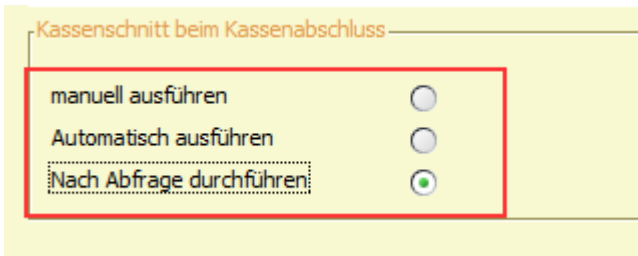 Kassenschnitt beim Kassenabschluss
manuell ausführen
Automatisch ausführen
Nach Abfrage durchführen